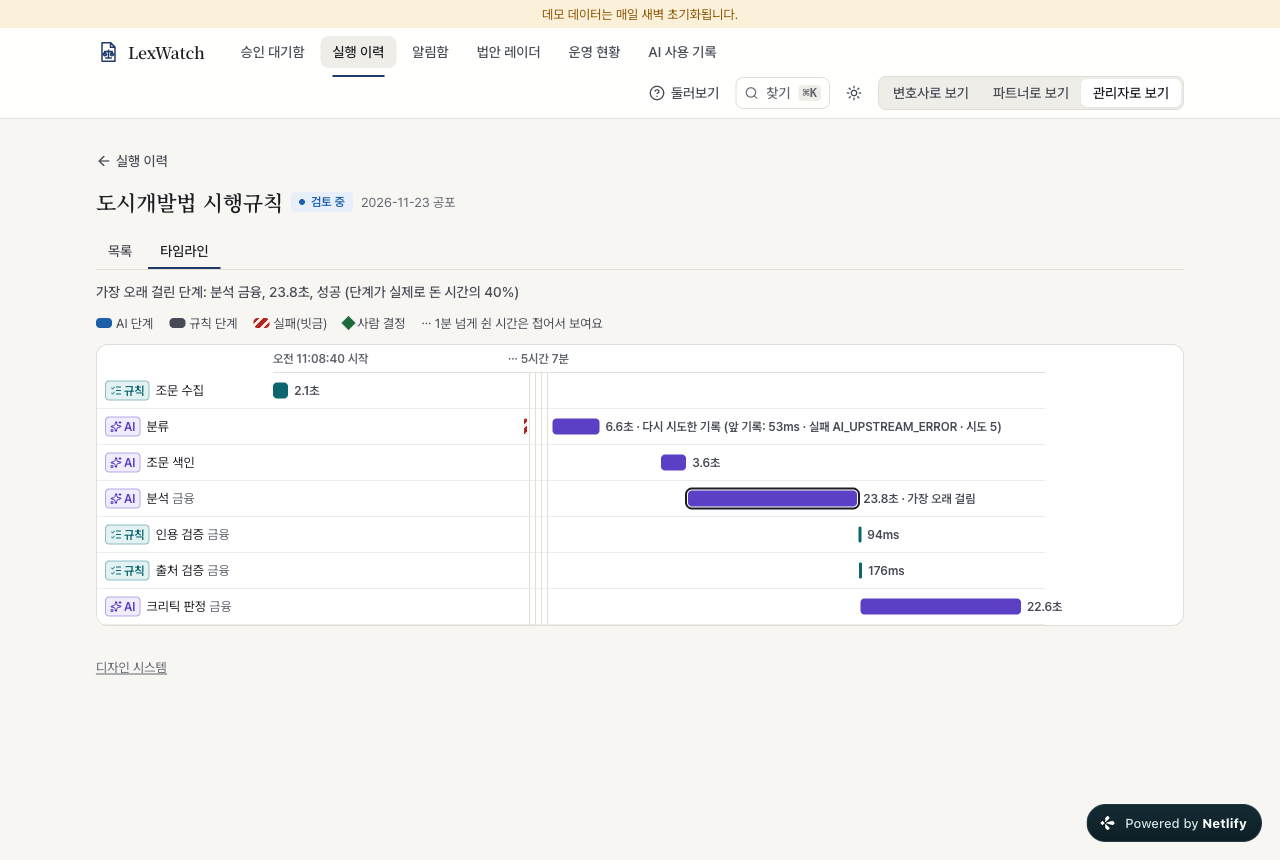 데모 데이터는 매일 새벽 초기화됩니다.
LexWatch 승인 대기함 실행 이력 알림함 법안 레이더 운영 현황 AI 사용 기록
둘러보기 찾기 ⌘K 변호사로 보기 파트너로 보기 관리자로 보기
← 실행 이력
도시개발법 시행규칙 검토 중 2026-11-23 공포
목록 타임라인
가장 오래 걸린 단계: 분석 금융, 23.8초, 성공 (단계가 실제로 돈 시간의 40%)
AI 단계 규칙 단계 실패(빗금) 사람 결정 ··· 1분 넘게 쉰 시간은 접어서 보여요
오전 11:08:40 시작 ··· 5시간 7분
규칙 조문 수집 2.1초
AI 분류 6.6초 · 다시 시도한 기록 (앞 기록: 53ms · 실패 AI_UPSTREAM_ERROR · 시도 5)
AI 조문 색인 3.6초
AI 분석 금융 23.8초 · 가장 오래 걸림
규칙 인용 검증 금융 94ms
규칙 출처 검증 금융 176ms
AI 크리틱 판정 금융 22.6초
디자인 시스템
Powered by Netlify